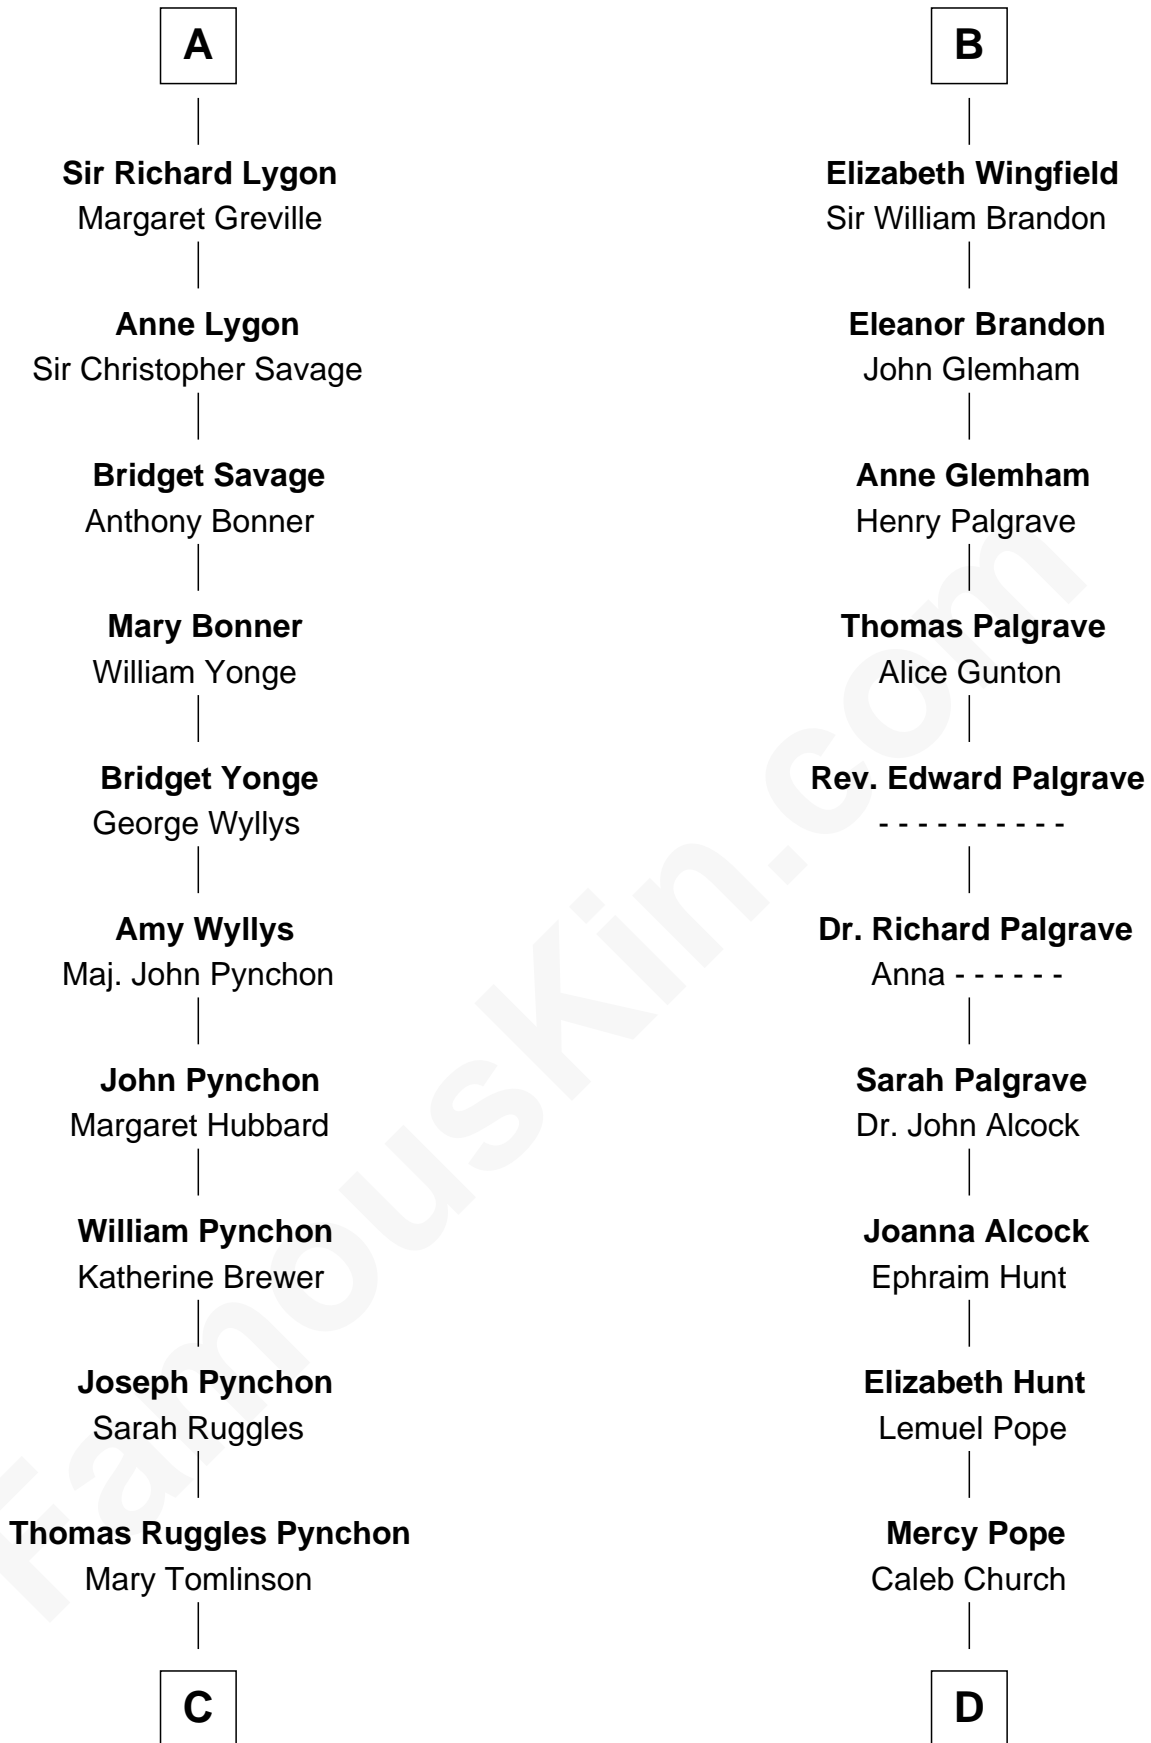 A
Sir Richard Lygon
Margaret Greville
Anne Lygon
Sir Christopher Savage
Bridget Savage
Anthony Bonner
Mary Bonner
William Yonge
Bridget Yonge
George Wyllys
Amy Wyllys
Maj. John Pynchon
John Pynchon
Margaret Hubbard
William Pynchon
Katherine Brewer
Joseph Pynchon
Sarah Ruggles
Thomas Ruggles Pynchon
Mary Tomlinson
C
B
Elizabeth Wingfield
Sir William Brandon
Eleanor Brandon
John Glemham
Anne Glemham
Henry Palgrave
Thomas Palgrave
Alice Gunton
Rev. Edward Palgrave
- - - - - - - - - -
Dr. Richard Palgrave
Anna - - - - - -
Sarah Palgrave
Dr. John Alcock
Joanna Alcock
Ephraim Hunt
Elizabeth Hunt
Lemuel Pope
Mercy Pope
Caleb Church
D
FamousKin.com